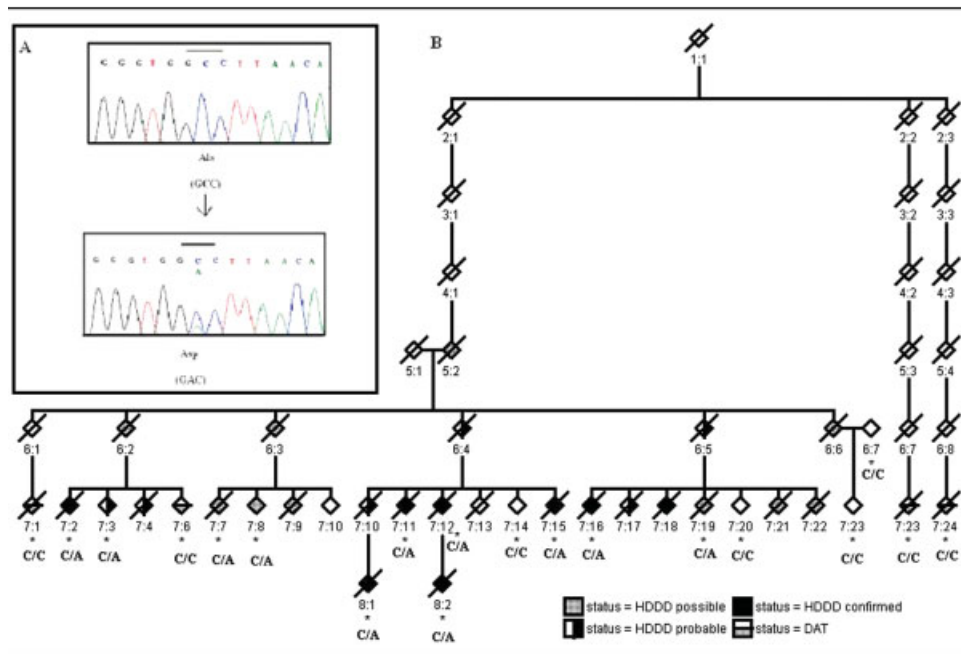 A
G G G T G G C C T T A A C A
Ala
(GCC)
G G G T G G C C T T A A C A
A
Asp
(GAC)
B
1:1
2:1 2:2 2:3
3:1 3:2 3:3
4:1 4:2 4:3
5:1 5:2 5:3 5:4
6:1 6:2 6:3 6:4 6:5 6:6 6:7 6:7 6:8
*
C/C
7:1 7:2 7:3 7:4 7:6 7:7 7:8 7:9 7:10 7:10 7:11 7:12 7:13 7:14 7:15 7:16 7:17 7:18 7:19 7:20 7:21 7:22 7:23 7:23 7:24
* * * * * * * * * * * * * * * *
C/C C/A C/A C/C C/A C/A C/A C/A C/C C/A C/A C/A C/C C/C C/C C/C
8:1 8:2
* *
C/A C/A
status = HDDD possible status = HDDD confirmed
status = HDDD probable status = DAT